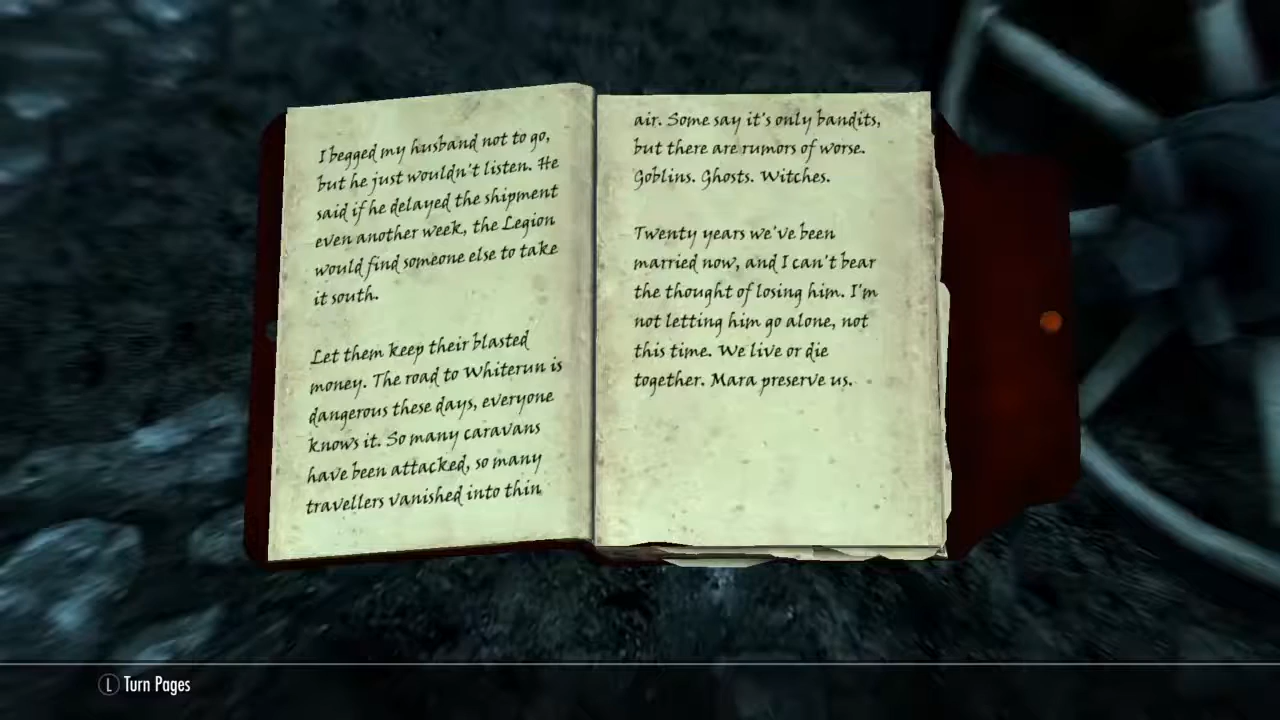 I begged my husband not to go,
but he just wouldn't listen. He
said if he delayed the shipment
even another week, the Legion
would find someone else to take
it south.
Let them keep their blasted
money. The road to Whiterun is
dangerous these days, everyone
knows it. So many caravans
have been attacked, so many
travellers vanished into thin
air. Some say it's only bandits,
but there are rumors of worse.
Goblins. Ghosts. Witches.
Twenty years we've been
married now, and I can't bear
the thought of losing him. I'm
not letting him go alone, not
this time. We live or die
together. Mara preserve us.
L Turn Pages